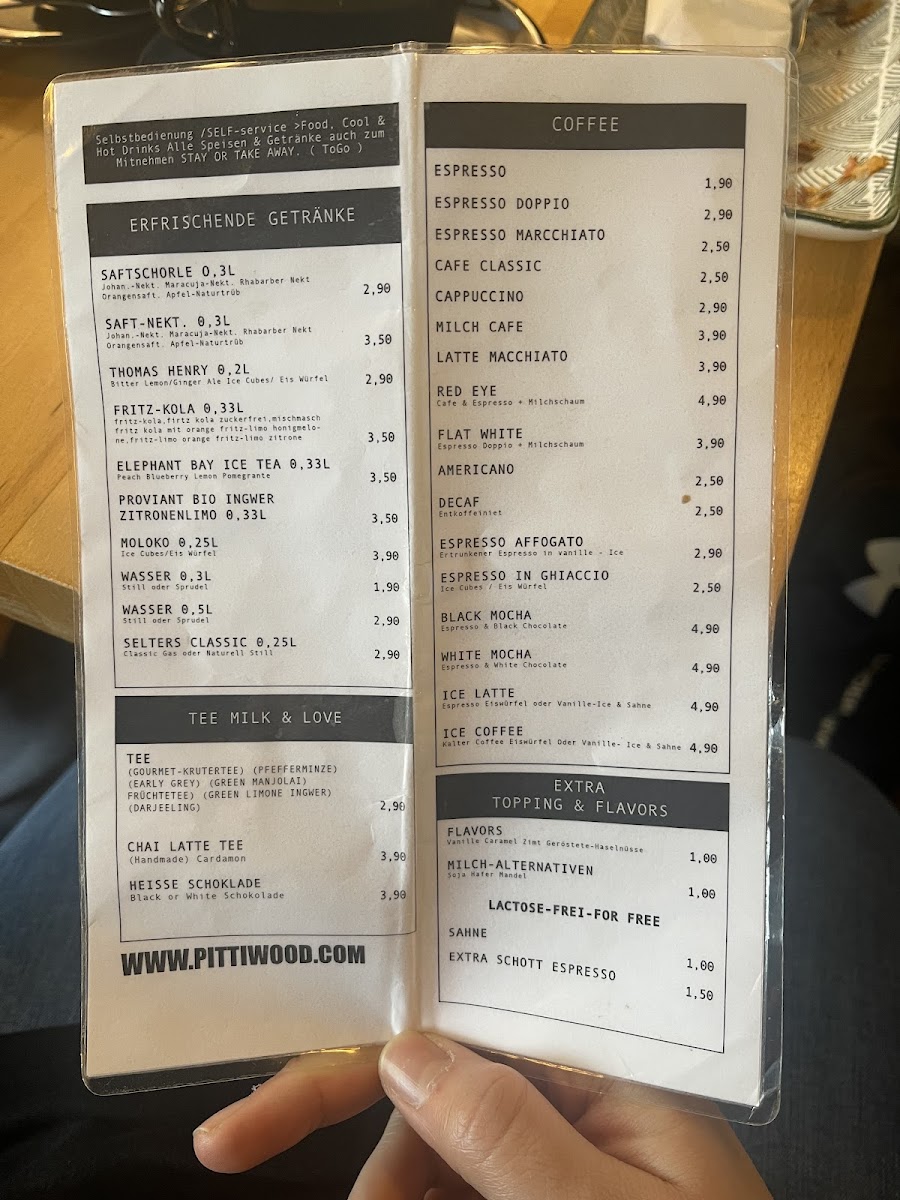 Selbstbedienung /SELF-service >Food, Cool &
Hot Drinks Alle Speisen & Getränke auch zum
Mitnehmen STAY OR TAKE AWAY. ( ToGo )
ERFRISCHENDE GETRÄNKE
SAFTSCHORLE 0,3L
Johan.-Nekt. Maracuja-Nekt. Rhabarber Nekt
Orangensaft. Apfel-Naturtrüb
2,90
SAFT-NEKT. 0,3L
Johan.-Nekt. Maracuja-Nekt. Rhabarber Nekt
Orangensaft. Apfel-Naturtrüb
3,50
THOMAS HENRY 0,2L
Bitter Lemon/Ginger Ale Ice Cubes/ Eis Würfel
2,90
FRITZ-KOLA 0,33L
fritz-kola,firtz kola zuckerfrei,mischmasch
fritz kola mit orange fritz-limo honigmelo-
ne,fritz-limo orange fritz-limo zitrone
3,50
ELEPHANT BAY ICE TEA 0,33L
Peach Blueberry Lemon Pomegrante
3,50
PROVIANT BIO INGWER
ZITRONENLIMO 0,33L
3,50
MOLOKO 0,25L
Ice Cubes/Eis Würfel
3,90
WASSER 0,3L
Still oder Sprudel
1,90
WASSER 0,5L
Still oder Sprudel
2,90
SELTERS CLASSIC 0,25L
Classic Gas oder Naturell Still
2,90
TEE MILK & LOVE
TEE
(GOURMET-KRUTERTEE) (PFEFFERMINZE)
(EARLY GREY) (GREEN MANJOLAI)
FRÜCHTETEE) (GREEN LIMONE INGWER)
(DARJEELING)
2,90
CHAI LATTE TEE
(Handmade) Cardamon
3,90
HEISSE SCHOKLADE
Black or White Schokolade
3,90
WWW.PITTIWOOD.COM
COFFEE
ESPRESSO
1,90
ESPRESSO DOPPIO
2,90
ESPRESSO MARCCHIATO
2,50
CAFE CLASSIC
2,50
CAPPUCCINO
2,90
MILCH CAFE
3,90
LATTE MACCHIATO
3,90
RED EYE
Cafe & Espresso + Milchschaum
4,90
FLAT WHITE
Espresso Doppio + Milchschaum
3,90
AMERICANO
2,50
DECAF
Entkoffeiniet
2,50
ESPRESSO AFFOGATO
Ertrunkener Espresso in vanille - Ice
2,90
ESPRESSO IN GHIACCIO
Ice Cubes / Eis Würfel
2,50
BLACK MOCHA
Espresso & Black Chocolate
4,90
WHITE MOCHA
Espresso & White Chocolate
4,90
ICE LATTE
Espresso Eiswürfel oder Vanille-Ice & Sahne
4,90
ICE COFFEE
Kalter Coffee Eiswürfel Oder Vanille- Ice & Sahne
4,90
EXTRA
TOPPING & FLAVORS
FLAVORS
Vanille Caramel Zimt Geröstete-Haselnüsse
1,00
MILCH-ALTERNATIVEN
Soja Hafer Mandel
1,00
LACTOSE-FREI-FOR FREE
SAHNE
1,00
EXTRA SCHOTT ESPRESSO
1,50